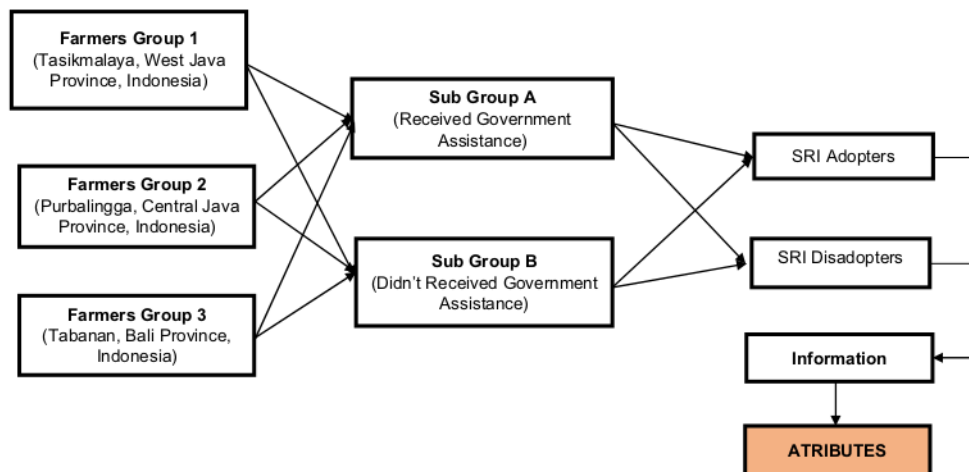 Farmers Group 1
(Tasikmalaya, West Java
Province, Indonesia)
Farmers Group 2
(Purbalingga, Central Java
Province, Indonesia)
Farmers Group 3
(Tabanan, Bali Province,
Indonesia)
Sub Group A
(Received Government
Assistance)
Sub Group B
(Didn't Received Government
Assistance)
SRI Adopters
SRI Disadopters
Information
ATRIBUTES